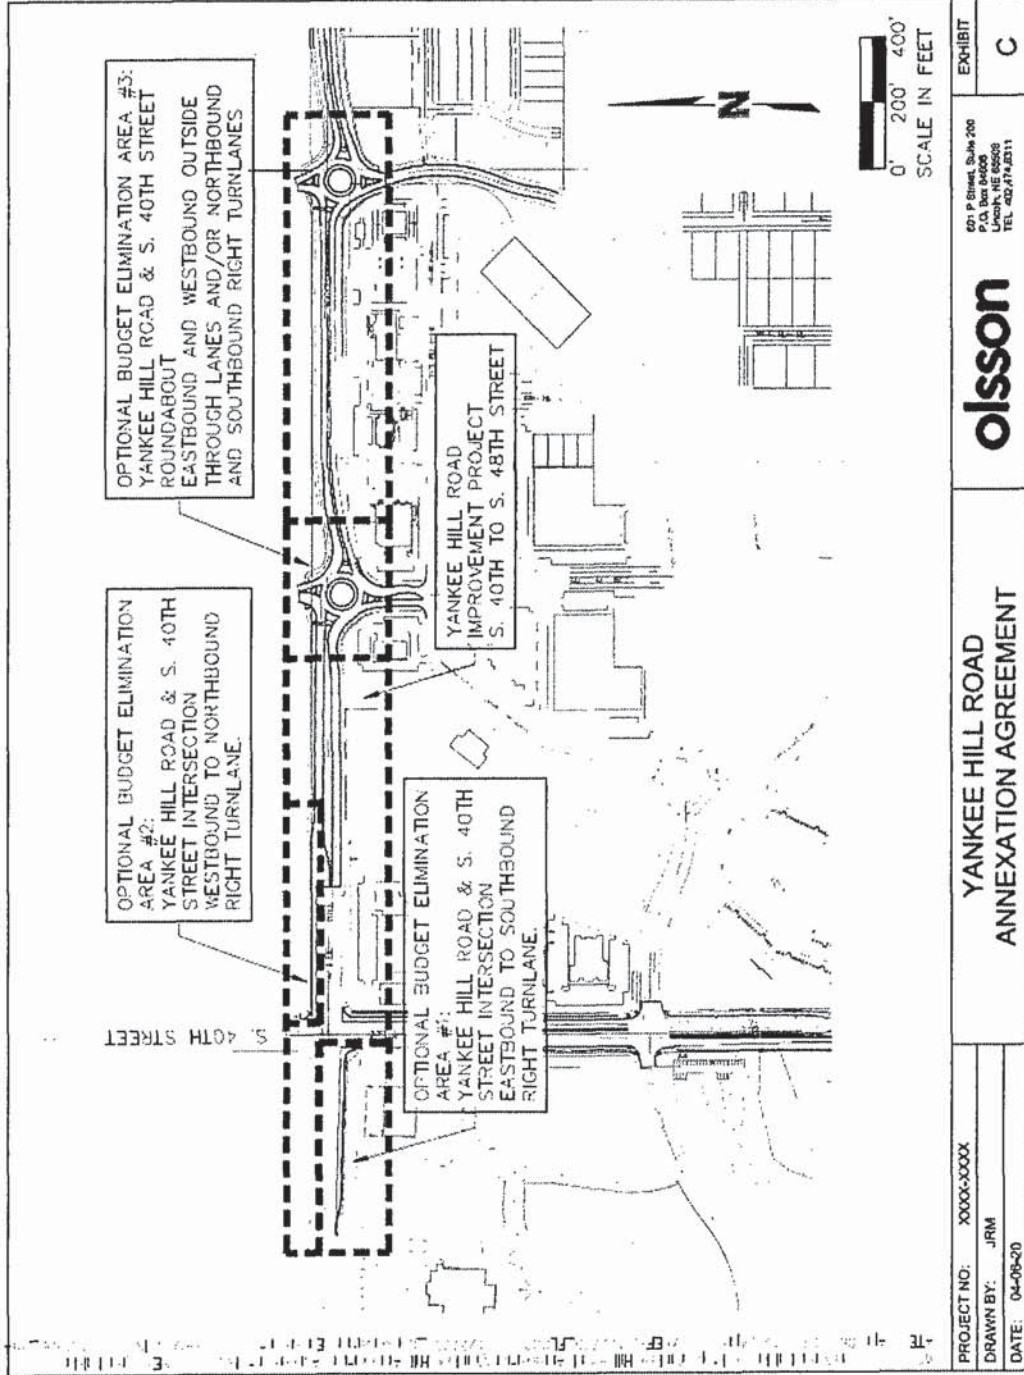 OPTIONAL BUDGET ELIMINATION
AREA #2:
YANKEE HILL ROAD & S. 40TH
STREET INTERSECTION
WESTBOUND TO NORTHBOUND
RIGHT TURNLANE.
OPTIONAL BUDGET ELIMINATION AREA #3:
YANKEE HILL ROAD & S. 40TH STREET
ROUNDABOUT
EASTBOUND AND WESTBOUND OUTSIDE
THROUGH LANES AND/OR NORTHBOUND
AND SOUTHBOUND RIGHT TURNLANES
S. 40TH STREET
OPTIONAL BUDGET ELIMINATION
AREA #1:
YANKEE HILL ROAD & S. 40TH
STREET INTERSECTION
EASTBOUND TO SOUTHBOUND
RIGHT TURNLANE.
YANKEE HILL ROAD
IMPROVEMENT PROJECT
S. 40TH TO S. 48TH STREET
N
0' 200' 400'
SCALE IN FEET
PROJECT NO: XXXX-XXXX
DRAWN BY: JRM
DATE: 04-06-20
YANKEE HILL ROAD
ANNEXATION AGREEMENT
olsson
601 P Street, Suite 200
P.O. Box 84608
Lincoln, NE 68508
TEL 402.474.6311
EXHIBIT
C